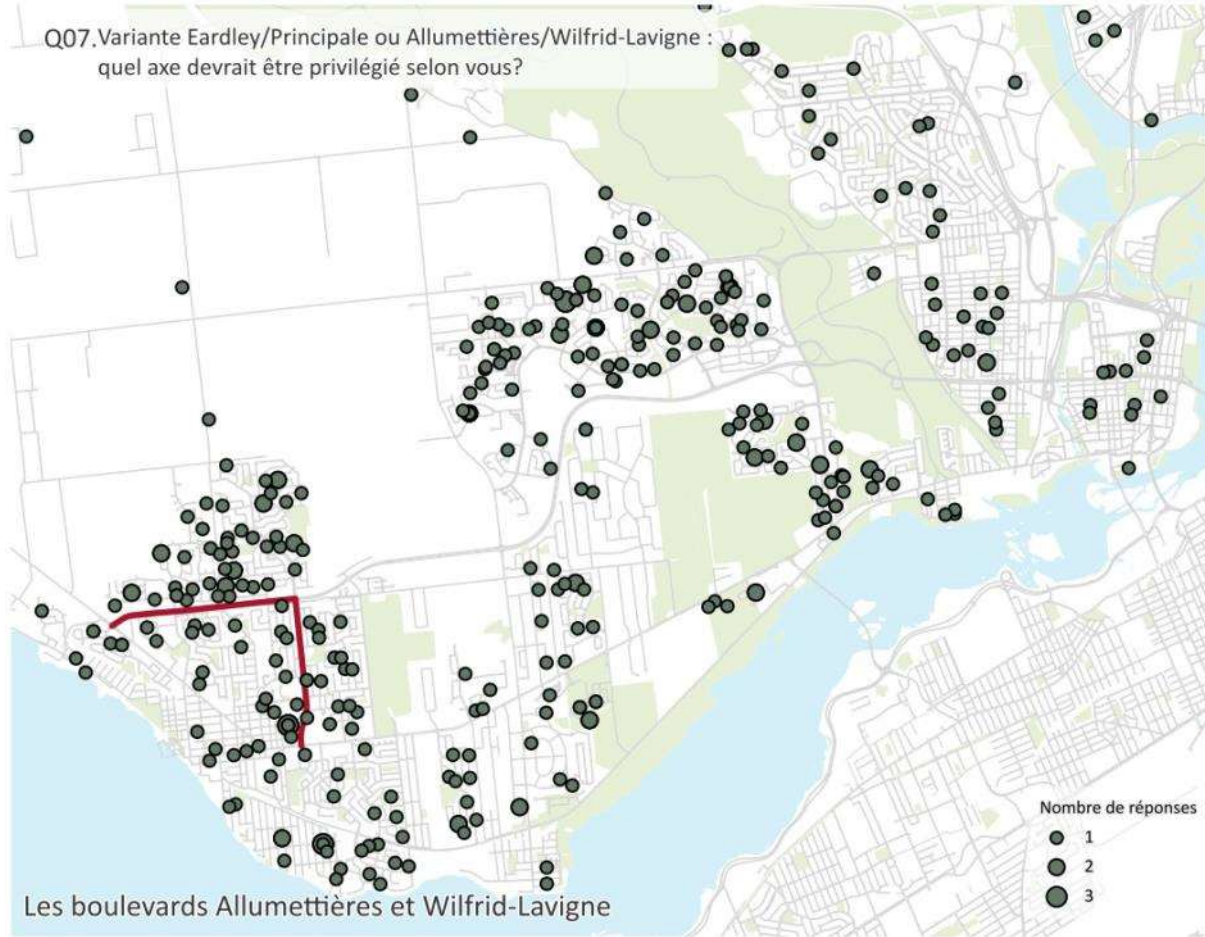 Q07.Variante Eardley/Principale ou Allumettières/Wilfrid-Lavigne :
quel axe devrait être privilégié selon vous?
Nombre de réponses
1
2
3
Les boulevards Allumettières et Wilfrid-Lavigne